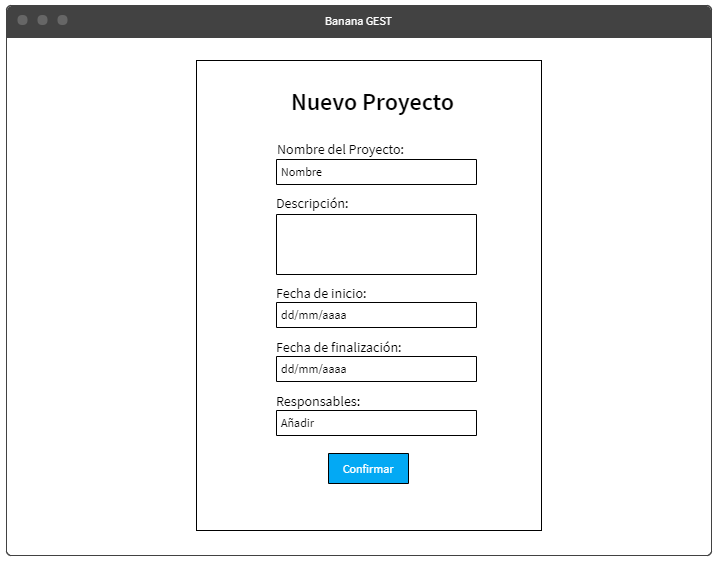 Banana GEST
Nuevo Proyecto
Nombre del Proyecto:
Nombre
Descripción:
Fecha de inicio:
dd/mm/aaaa
Fecha de finalización:
dd/mm/aaaa
Responsables:
Añadir
Confirmar